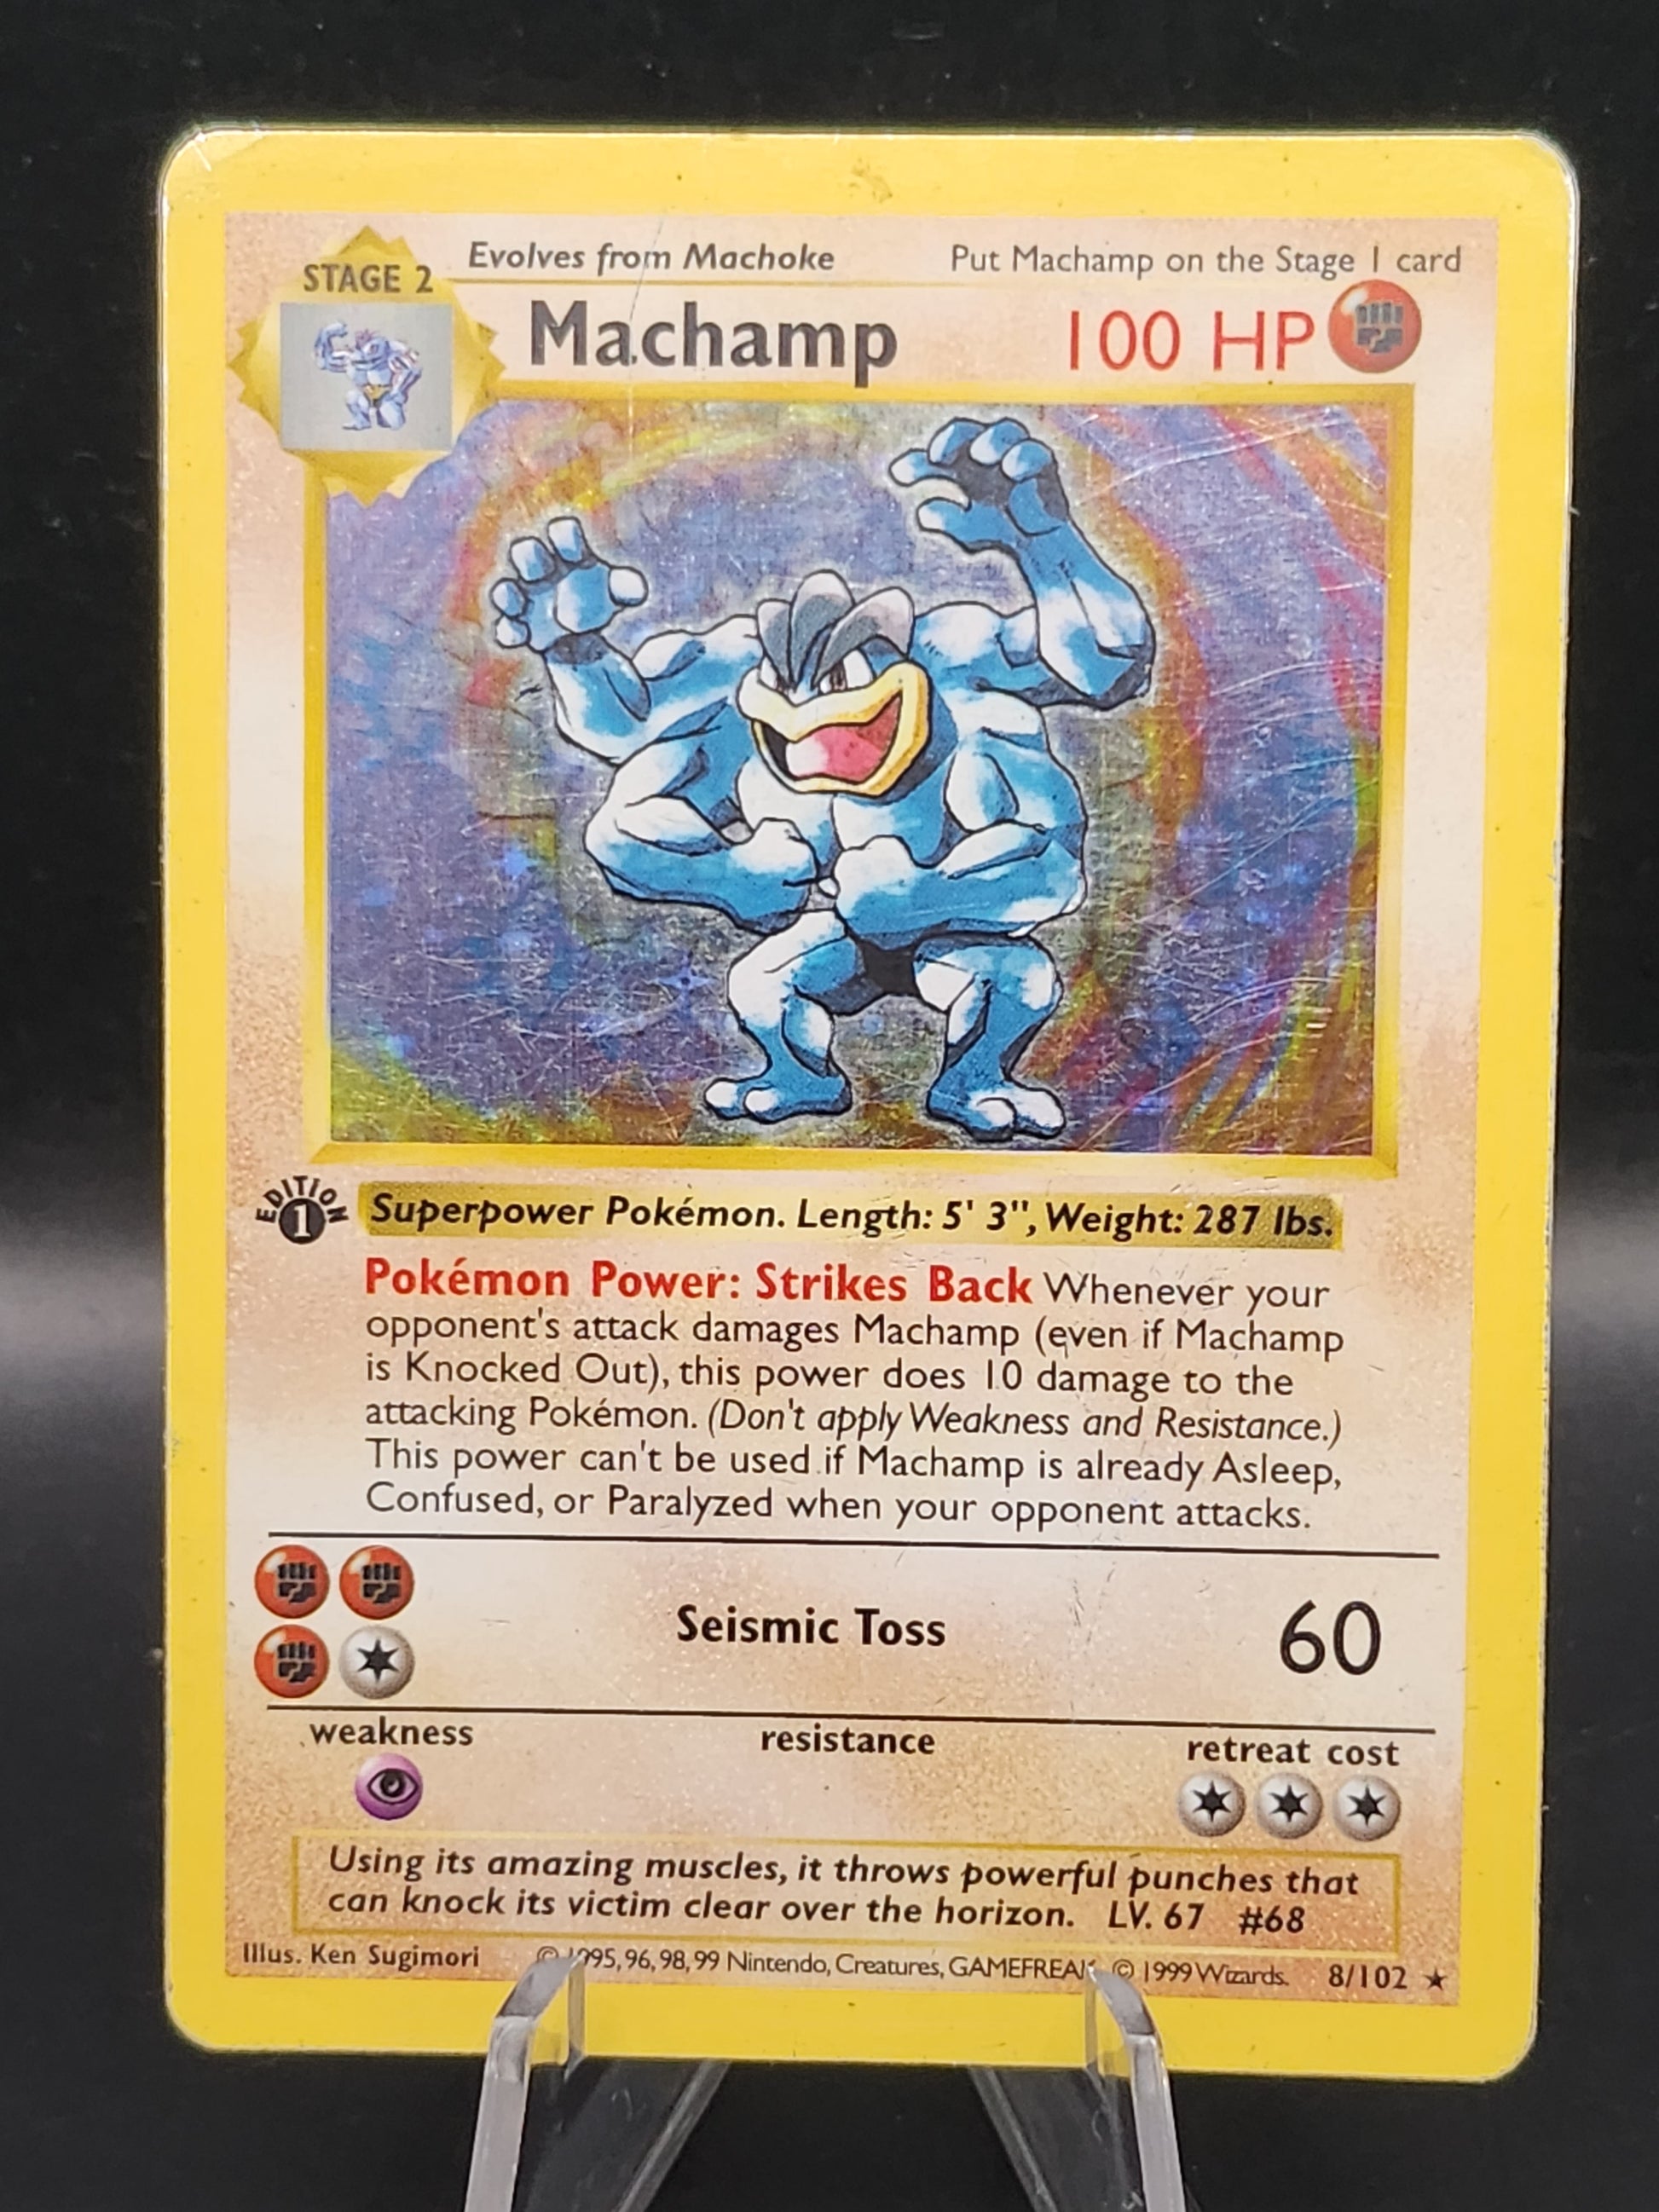 Evolves from Machoke
Put Machamp on the Stage 1 card
STAGE 2
Machamp
100 HP
EDITION
1
Superpower Pokémon. Length: 5' 3", Weight: 287 lbs.
Pokémon Power: Strikes Back Whenever your
opponent's attack damages Machamp (even if Machamp
is Knocked Out), this power does 10 damage to the
attacking Pokémon. (Don't apply Weakness and Resistance.)
This power can't be used if Machamp is already Asleep,
Confused, or Paralyzed when your opponent attacks.
Seismic Toss
60
weakness
resistance
retreat cost
Using its amazing muscles, it throws powerful punches that
can knock its victim clear over the horizon. LV. 67 #68
Illus. Ken Sugimori
© 1995, 96, 98, 99 Nintendo, Creatures, GAMEFREAK. © 1999 Wizards.
8/102 ★